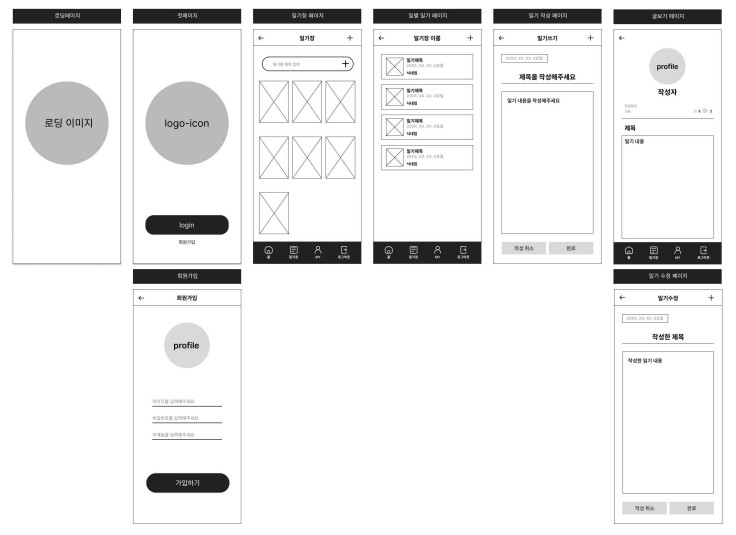 로딩페이지
로딩 이미지
첫페이지
logo-icon
login
회원가입
일기장 페이지
일기장
일기장 제목 검색
홈
일기장
MY
로그아웃
일별 일기 페이지
일기장 이름
일기제목
20XX. XX. XX. X요일
닉네임
일기제목
20XX. XX. XX. X요일
닉네임
일기제목
20XX. XX. XX. X요일
닉네임
일기제목
20XX. XX. XX. X요일
닉네임
홈
일기장
MY
로그아웃
일기 작성 페이지
일기쓰기
20XX. XX. XX. X요일
제목을 작성해주세요
일기 내용을 작성해주세요
작성 취소
완료
글보기 페이지
profile
작성자
제목
일기 내용
홈
일기장
MY
로그아웃
회원가입
회원가입
profile
아이디를 입력해주세요
비밀번호를 입력해주세요
이메일을 입력해주세요
가입하기
일기 수정 페이지
일기수정
20XX. XX. XX. X요일
작성한 제목
작성한 일기 내용
작성 취소
완료